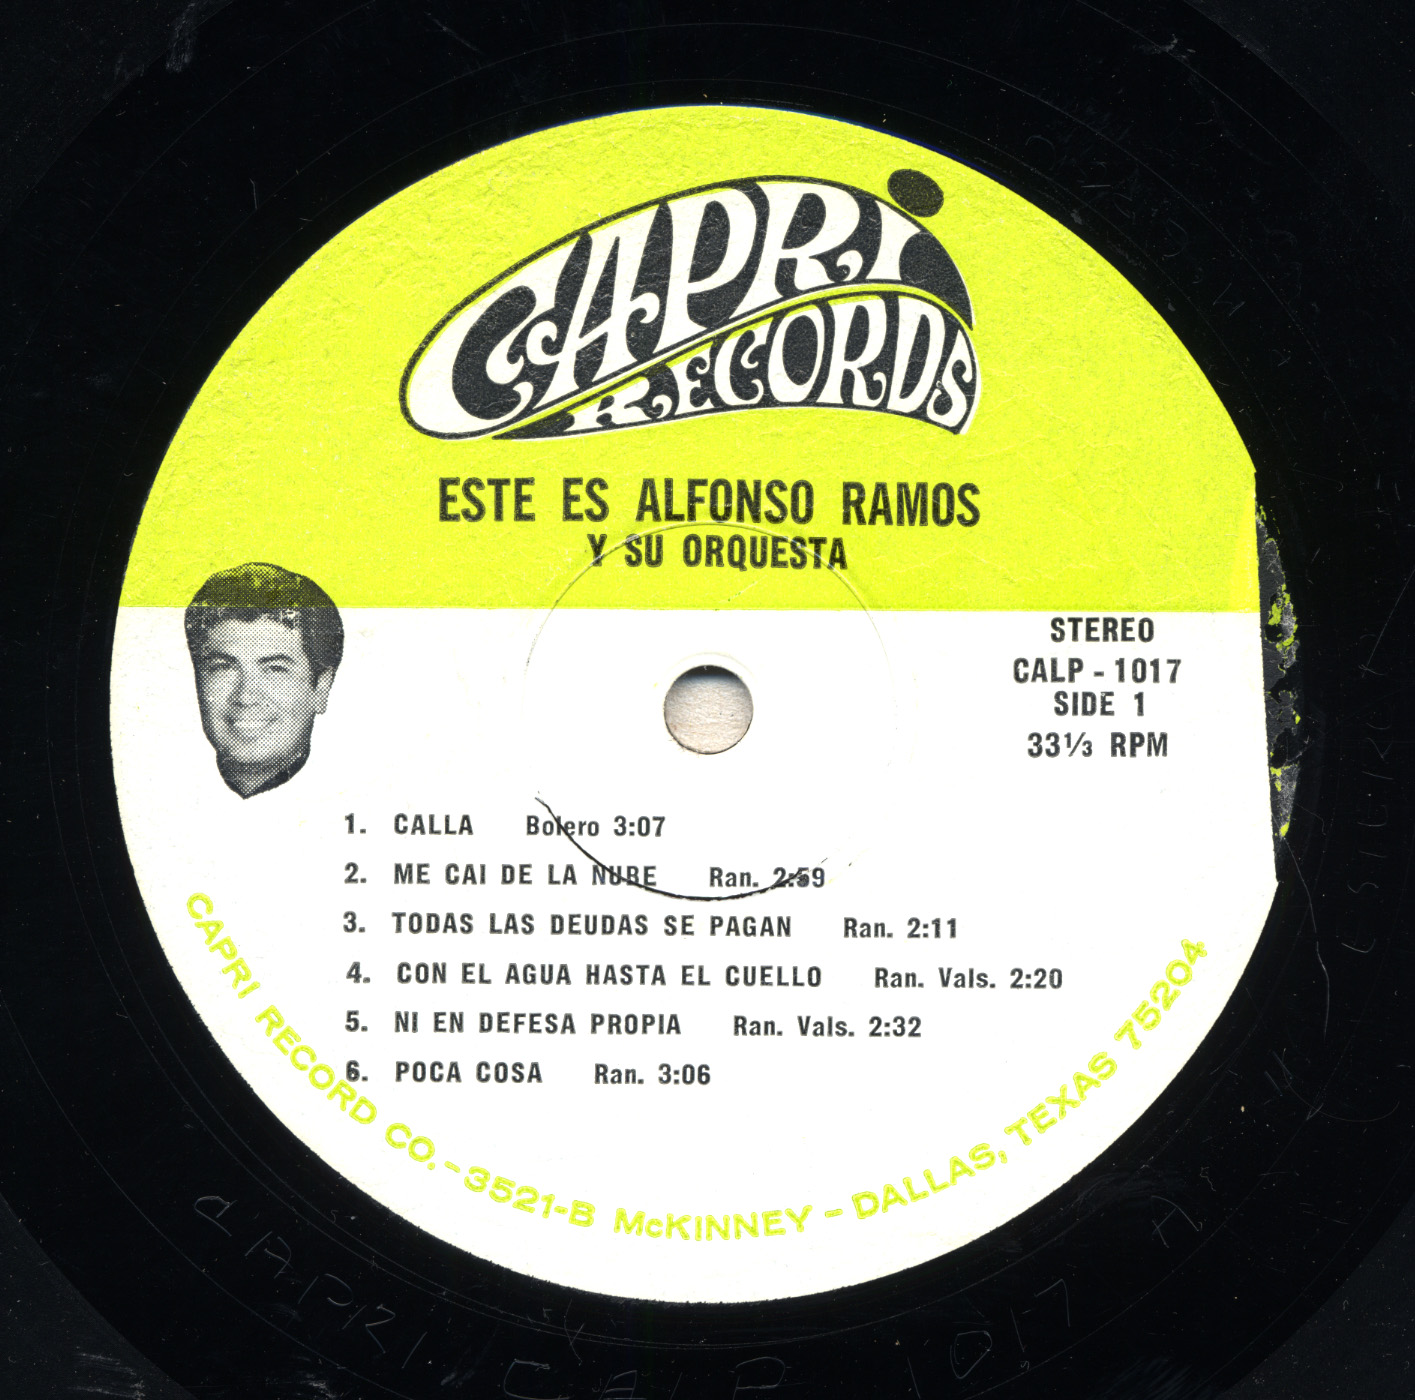 CAPRI
RECORDS
ESTE ES ALFONSO RAMOS
Y SU ORQUESTA
STEREO
CALP - 1017
SIDE 1
33⅓ RPM
1. CALLA Bolero 3:07
2. ME CAI DE LA NUBE Ran. 2:59
3. TODAS LAS DEUDAS SE PAGAN Ran. 2:11
4. CON EL AGUA HASTA EL CUELLO Ran. Vals. 2:20
5. NI EN DEFESA PROPIA Ran. Vals. 2:32
6. POCA COSA Ran. 3:06
CAPRI RECORD CO. - 3521-B McKINNEY - DALLAS, TEXAS 75204
CAPRI CALP 1017 A